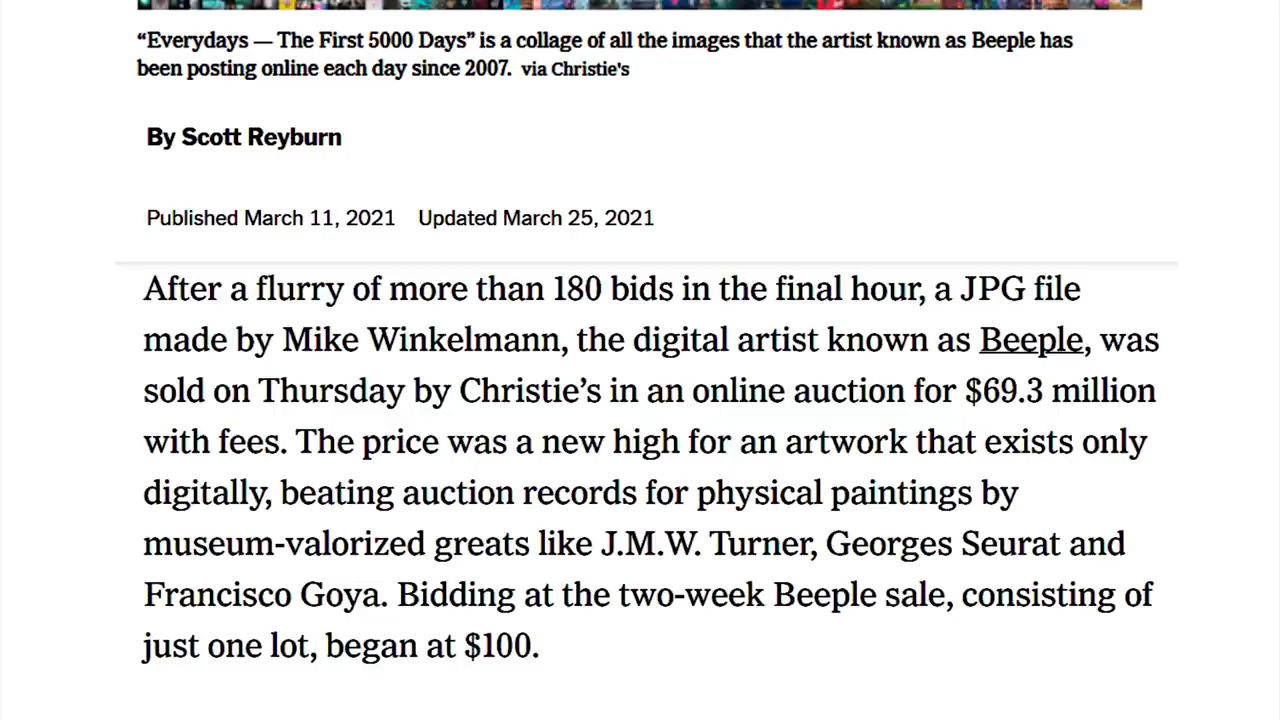 “Everydays — The First 5000 Days” is a collage of all the images that the artist known as Beeple has
been posting online each day since 2007. via Christie's
By Scott Reyburn
Published March 11, 2021 Updated March 25, 2021
After a flurry of more than 180 bids in the final hour, a JPG file
made by Mike Winkelmann, the digital artist known as Beeple, was
sold on Thursday by Christie’s in an online auction for $69.3 million
with fees. The price was a new high for an artwork that exists only
digitally, beating auction records for physical paintings by
museum-valorized greats like J.M.W. Turner, Georges Seurat and
Francisco Goya. Bidding at the two-week Beeple sale, consisting of
just one lot, began at $100.